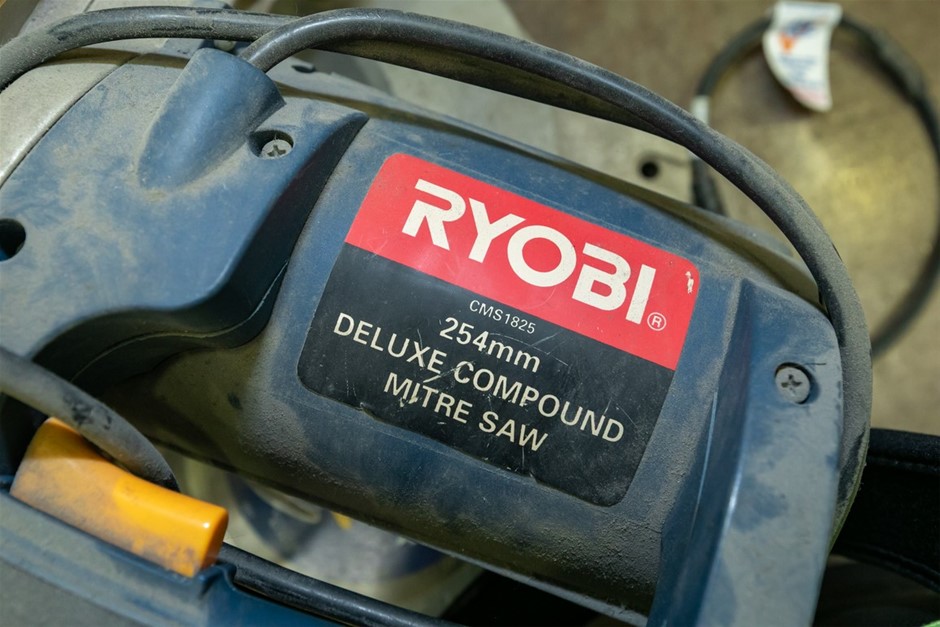 RYOBI®
CMS1825
254mm
DELUXE COMPOUND
MITRE SAW